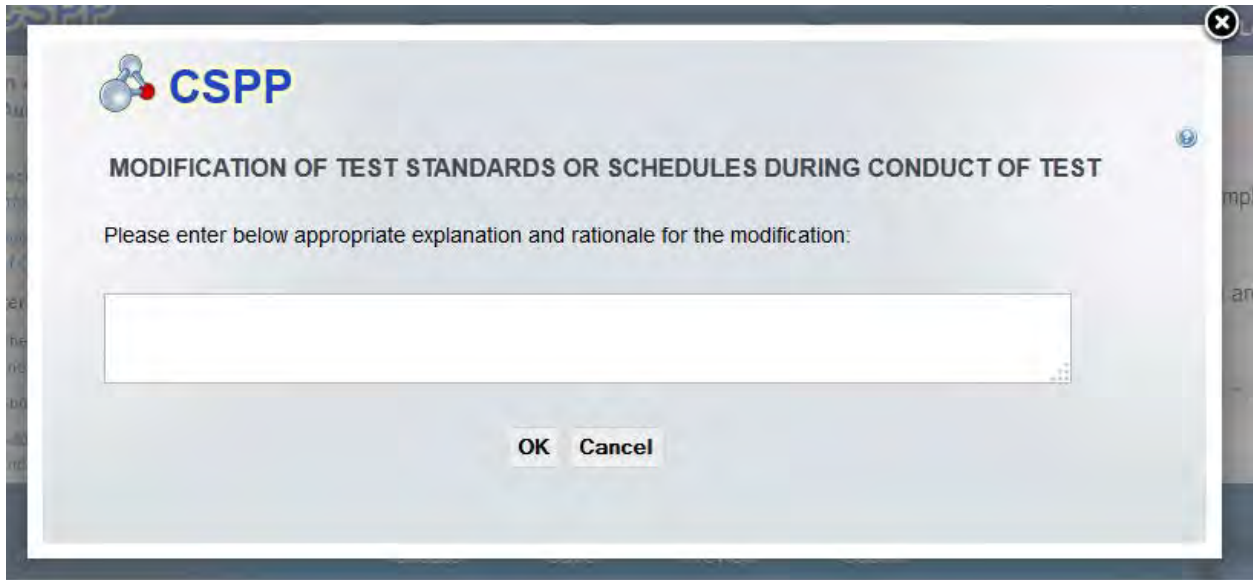 CSPP
CSPP
MODIFICATION OF TEST STANDARDS OR SCHEDULES DURING CONDUCT OF TEST
Please enter below appropriate explanation and rationale for the modification:
OK Cancel